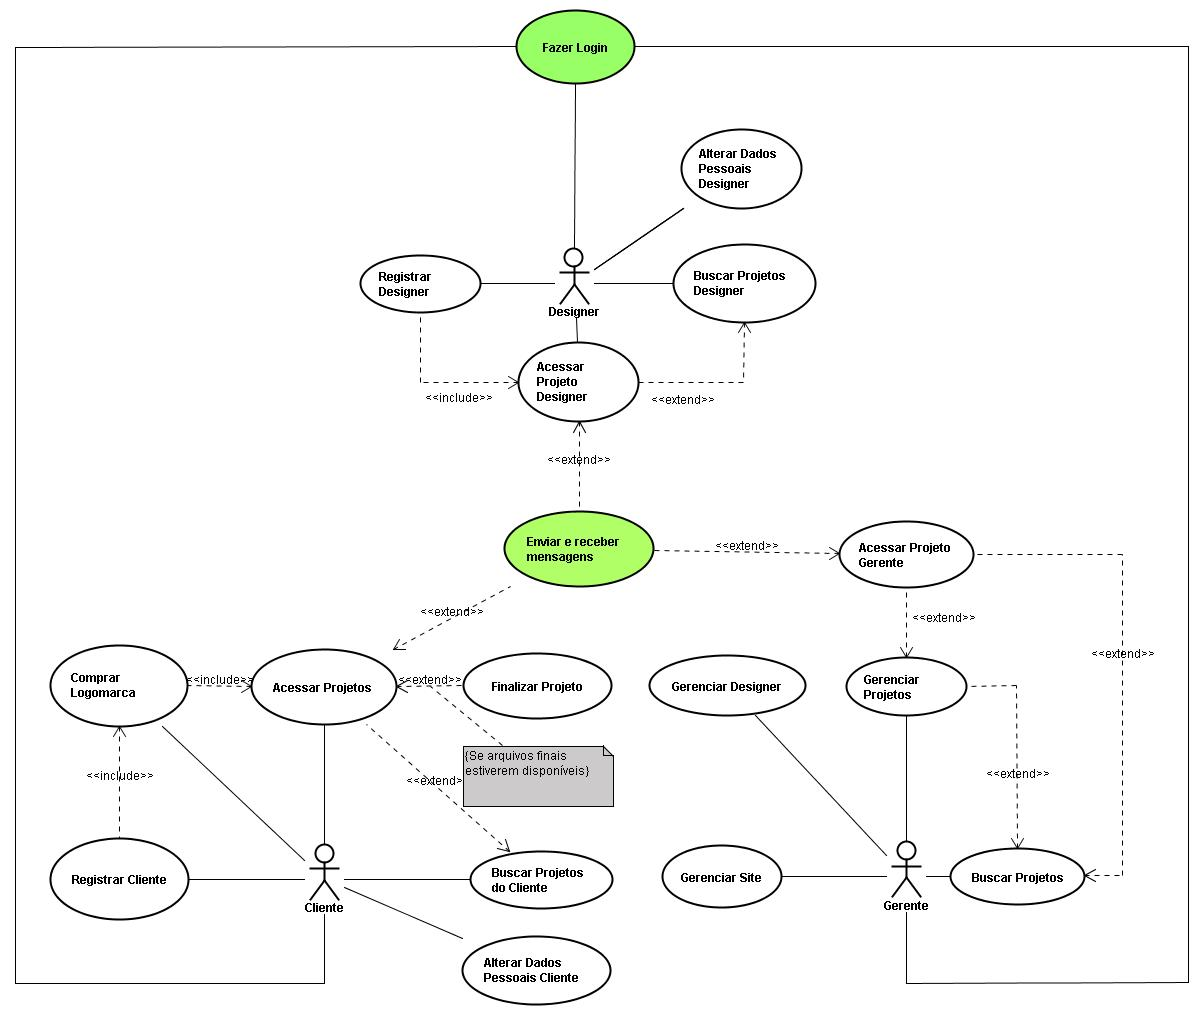 Fazer Login
Alterar Dados
Pessoais
Designer
Registrar
Designer
Buscar Projetos
Designer
Designer
Acessar
Projeto
Designer
<<include>>
<<extend>>
<<extend>>
Enviar e receber
mensagens
<<extend>>
Acessar Projeto
Gerente
<<extend>>
<<extend>>
<<extend>>
Comprar
Logomarca
<<include>>
Acessar Projetos
<<extend>>
Finalizar Projeto
Gerenciar Designer
Gerenciar
Projetos
{Se arquivos finais
estiverem disponíveis}
<<include>>
<<extend>>
<<extend>>
Registrar Cliente
Cliente
Buscar Projetos
do Cliente
Gerenciar Site
Gerente
Buscar Projetos
Alterar Dados
Pessoais Cliente